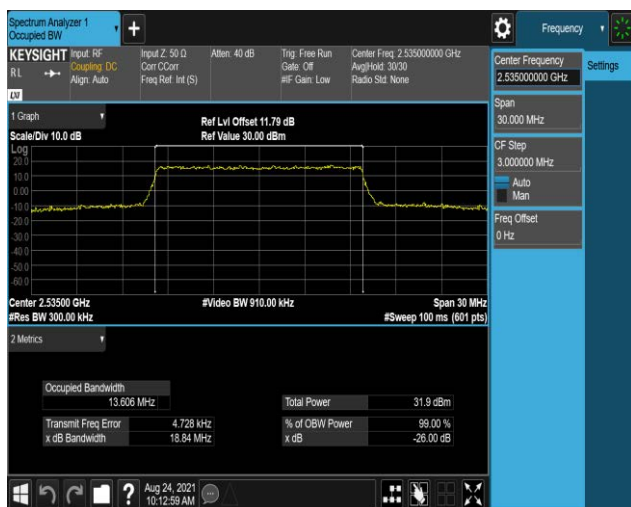 Spectrum Analyzer 1
Occupied BW
Frequency
KEYSIGHT
RL
LXI
Input: RF
Coupling: DC
Align: Auto
Input Z: 50 Ω
Corr CCorr
Freq Ref: Int (S)
Atten: 40 dB
Trig: Free Run
Gate: Off
#IF Gain: Low
Center Freq: 2.535000000 GHz
Avg|Hold: 30/30
Radio Std: None
Center Frequency
2.535000000 GHz
Settings
Span
30.000 MHz
CF Step
3.000000 MHz
Auto
Man
Freq Offset
0 Hz
1 Graph
Scale/Div 10.0 dB
Ref Lvl Offset 11.79 dB
Ref Value 30.00 dBm
Log
20.0
10.0
0.00
-10.0
-20.0
-30.0
-40.0
-50.0
-60.0
Center 2.53500 GHz
#Res BW 300.00 kHz
#Video BW 910.00 kHz
Span 30 MHz
#Sweep 100 ms (601 pts)
2 Metrics
Occupied Bandwidth
13.606 MHz
Total Power 31.9 dBm
Transmit Freq Error 4.728 kHz
% of OBW Power 99.00 %
x dB Bandwidth 18.84 MHz
x dB -26.00 dB
?
Aug 24, 2021
10:12:59 AM